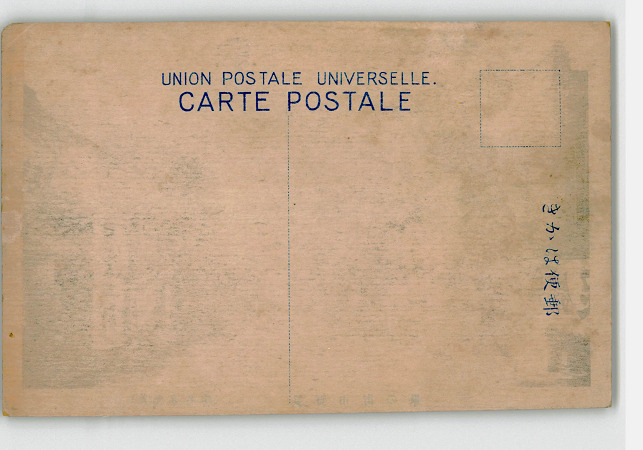 UNION POSTALE UNIVERSELLE.
CARTE POSTALE
郵便はかき